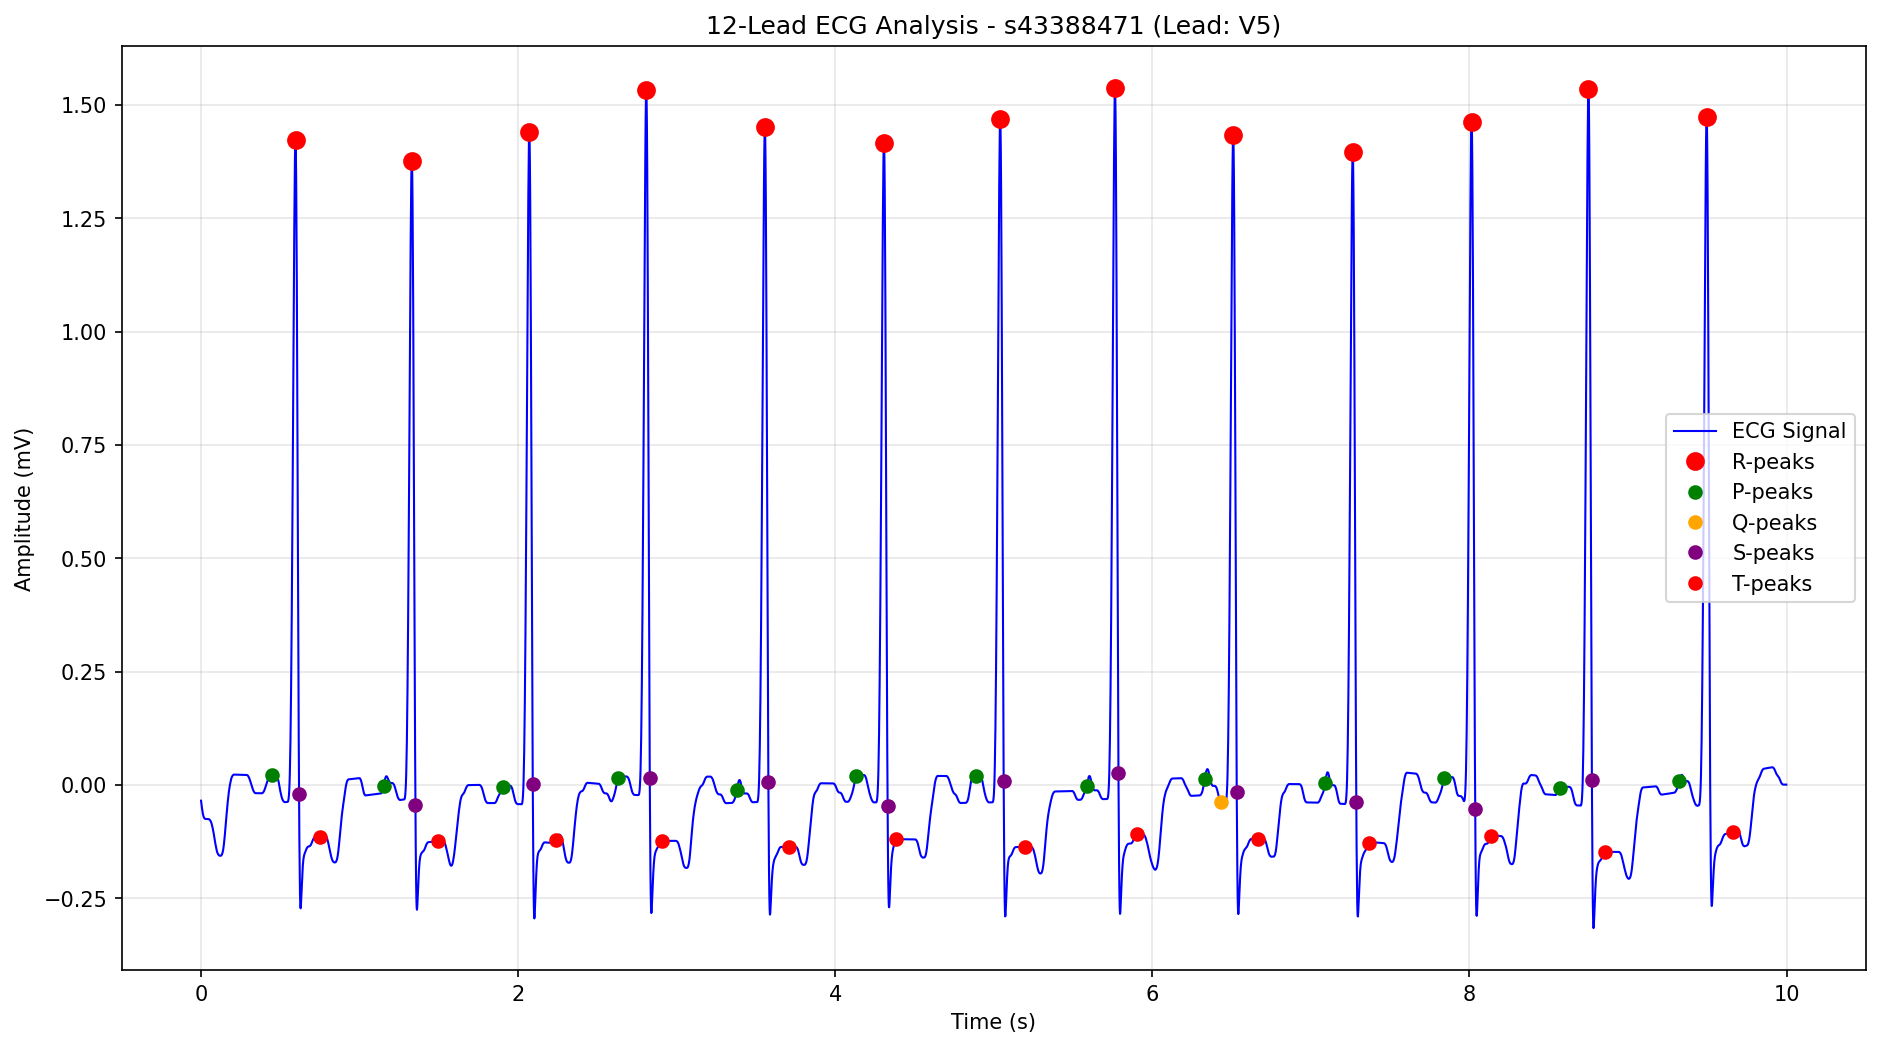 12-Lead ECG Analysis - s43388471 (Lead: V5)
Amplitude (mV)
1.50
1.25
1.00
0.75
0.50
0.25
0.00
−0.25
ECG Signal
R-peaks
P-peaks
Q-peaks
S-peaks
T-peaks
0 2 4 6 8 10
Time (s)